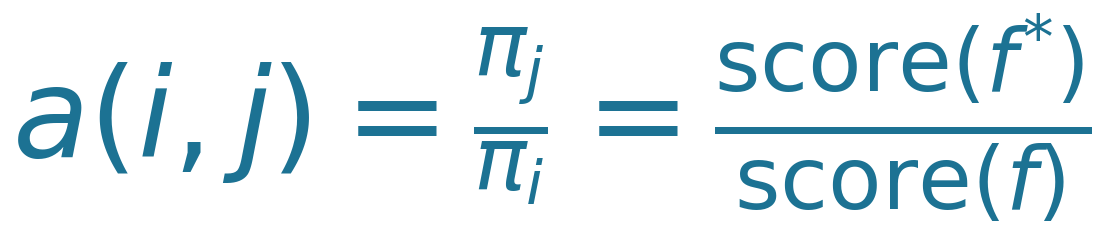 a(i, j) = π_j / π_i = score(f*) / score(f)